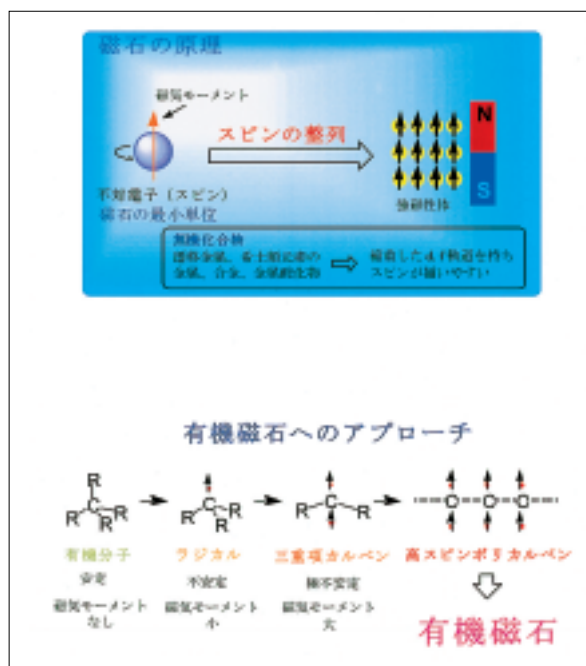 磁石の原理
磁気モーメント
スピンの整列
N
S
不対電子（スピン）
磁石の最小単位
強磁性体
遷移金属、希土類元素の
金属、合金、金属酸化物
縮重したd,f軌道を持ち
スピンが揃いやすい
有機磁石へのアプローチ
R
R C R R
R C R R
R C R
C C C
有機分子
ラジカル
三重項カルベン
高スピンポリカルベン
安定
不安定
極不安定
磁気モーメント
なし
磁気モーメント
小
磁気モーメント
大
有機磁石